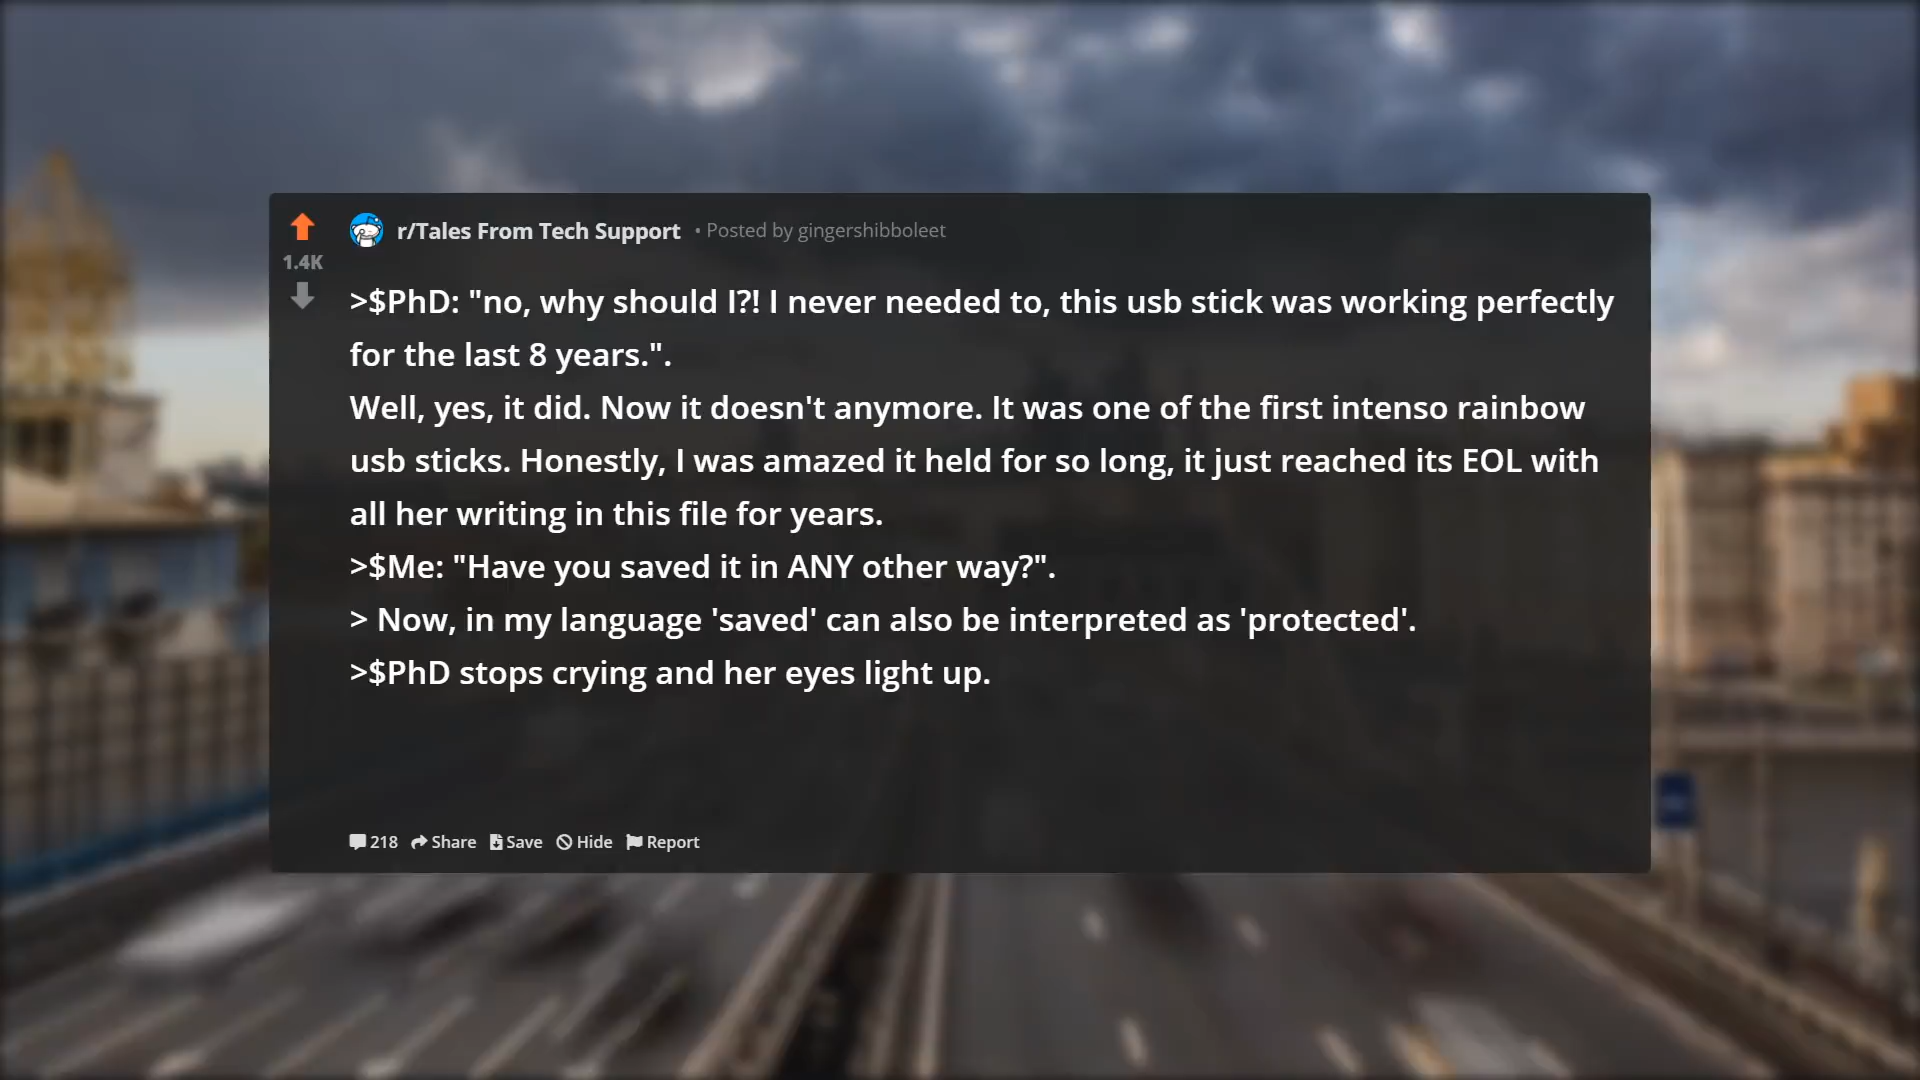 r/Tales From Tech Support • Posted by gingershibboleet
1.4K
>$PhD: "no, why should I?! I never needed to, this usb stick was working perfectly
for the last 8 years.".
Well, yes, it did. Now it doesn't anymore. It was one of the first intenso rainbow
usb sticks. Honestly, I was amazed it held for so long, it just reached its EOL with
all her writing in this file for years.
>$Me: "Have you saved it in ANY other way?".
> Now, in my language 'saved' can also be interpreted as 'protected'.
>$PhD stops crying and her eyes light up.
218 Share Save Hide Report